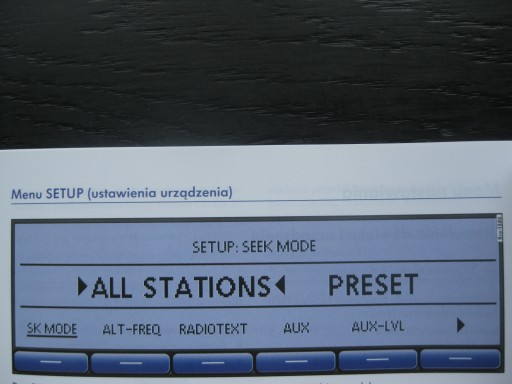 Menu SETUP (ustawienia urządzenia)
SETUP: SEEK MODE
ALL STATIONS PRESET
SK MODE ALT-FREQ RADIOTEXT AUX AUX-LVL